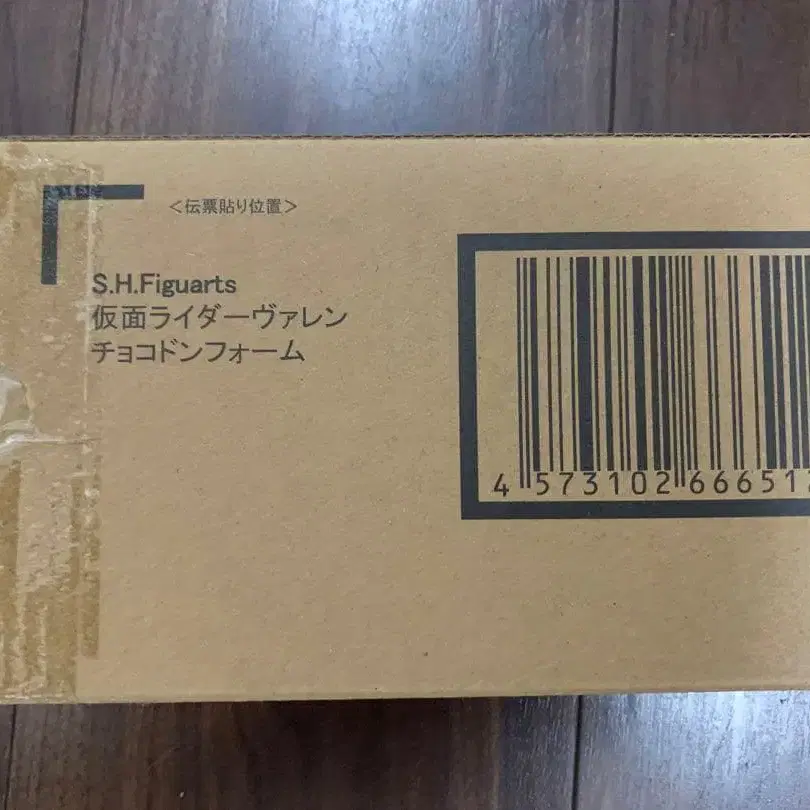 ＜伝票貼り位置＞
S.H.Figuarts
仮面ライダーヴァレン
チョコドンフォーム
4 573102 66651